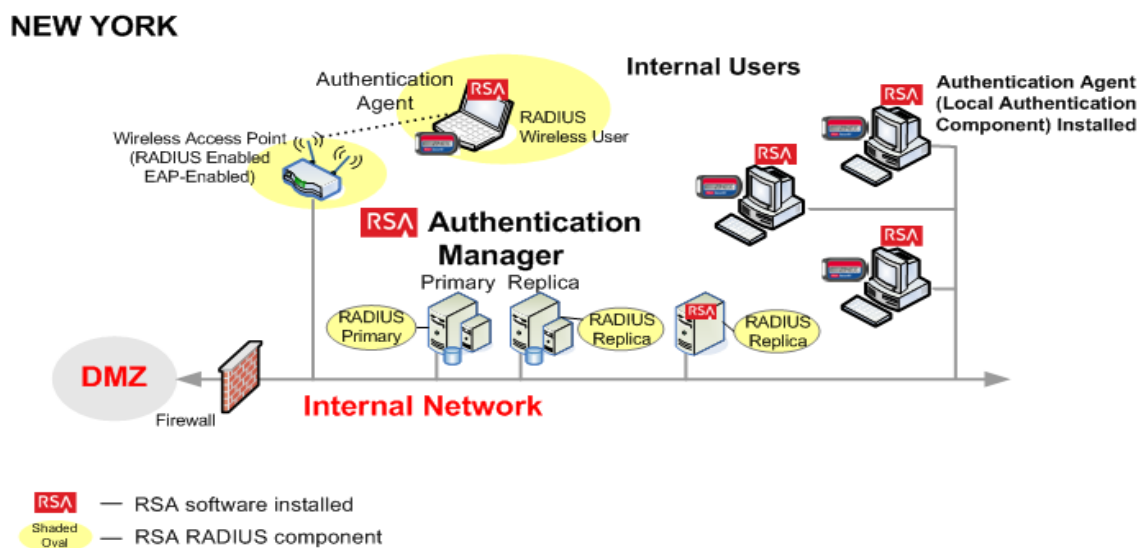 NEW YORK
Authentication
Agent
RSA
RADIUS
Wireless User
Internal Users
RSA
Authentication Agent
(Local Authentication
Component) Installed
Wireless Access Point
(RADIUS Enabled
EAP-Enabled)
RSA
RSA
RSA Authentication
Manager
Primary Replica
RADIUS
Primary
RADIUS
Replica
RSA
RADIUS
Replica
DMZ
Firewall
Internal Network
RSA — RSA software installed
Shaded
Oval
— RSA RADIUS component